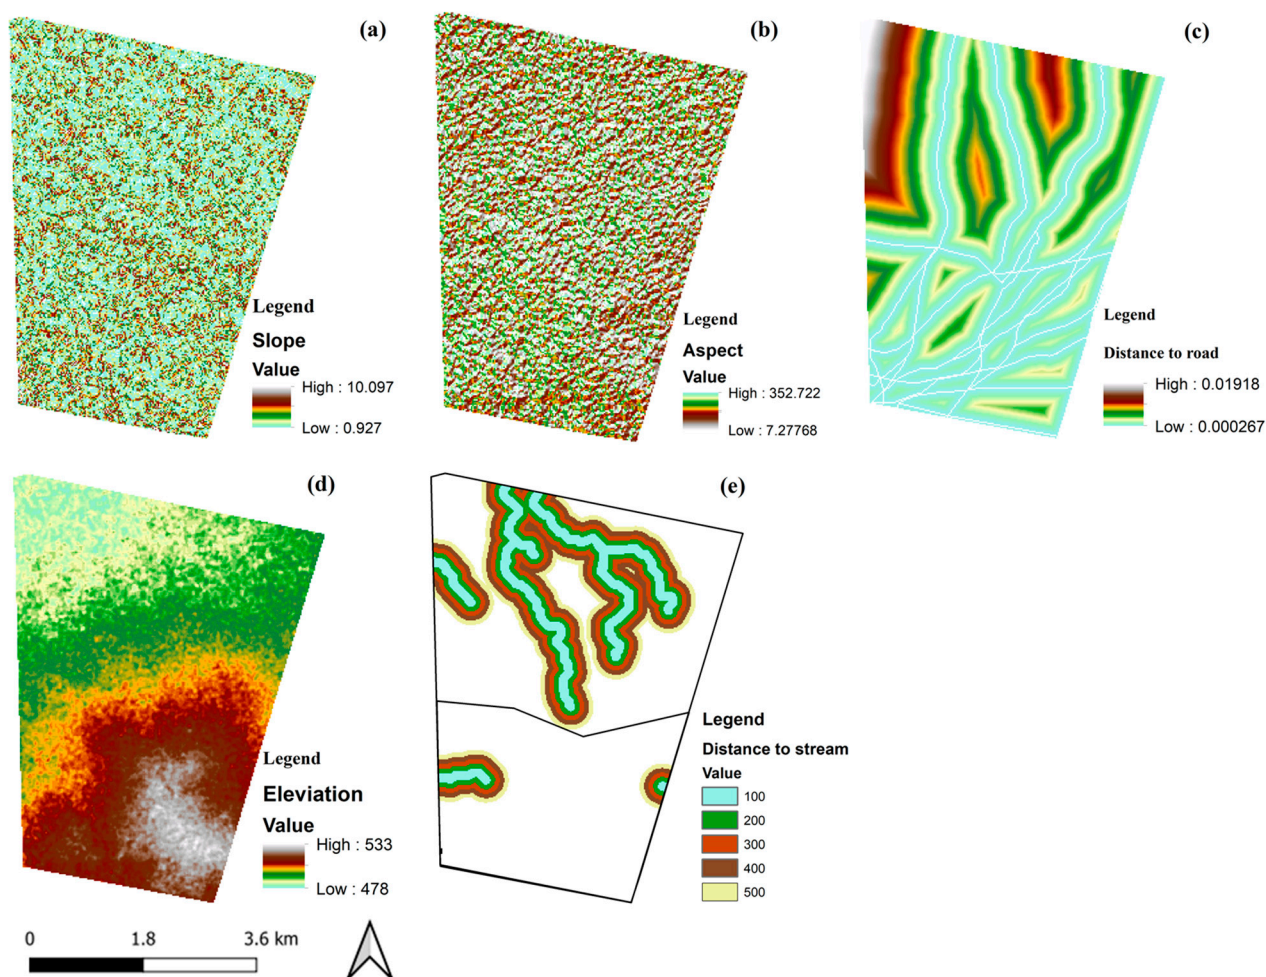 (a)
Legend
Slope
Value
High : 10.097
Low : 0.927
(b)
Legend
Aspect
Value
High : 352.722
Low : 7.27768
(c)
Legend
Distance to road
High : 0.01918
Low : 0.000267
(d)
Legend
Eleviation
Value
High : 533
Low : 478
(e)
Legend
Distance to stream
Value
100
200
300
400
500
0 1.8 3.6 km